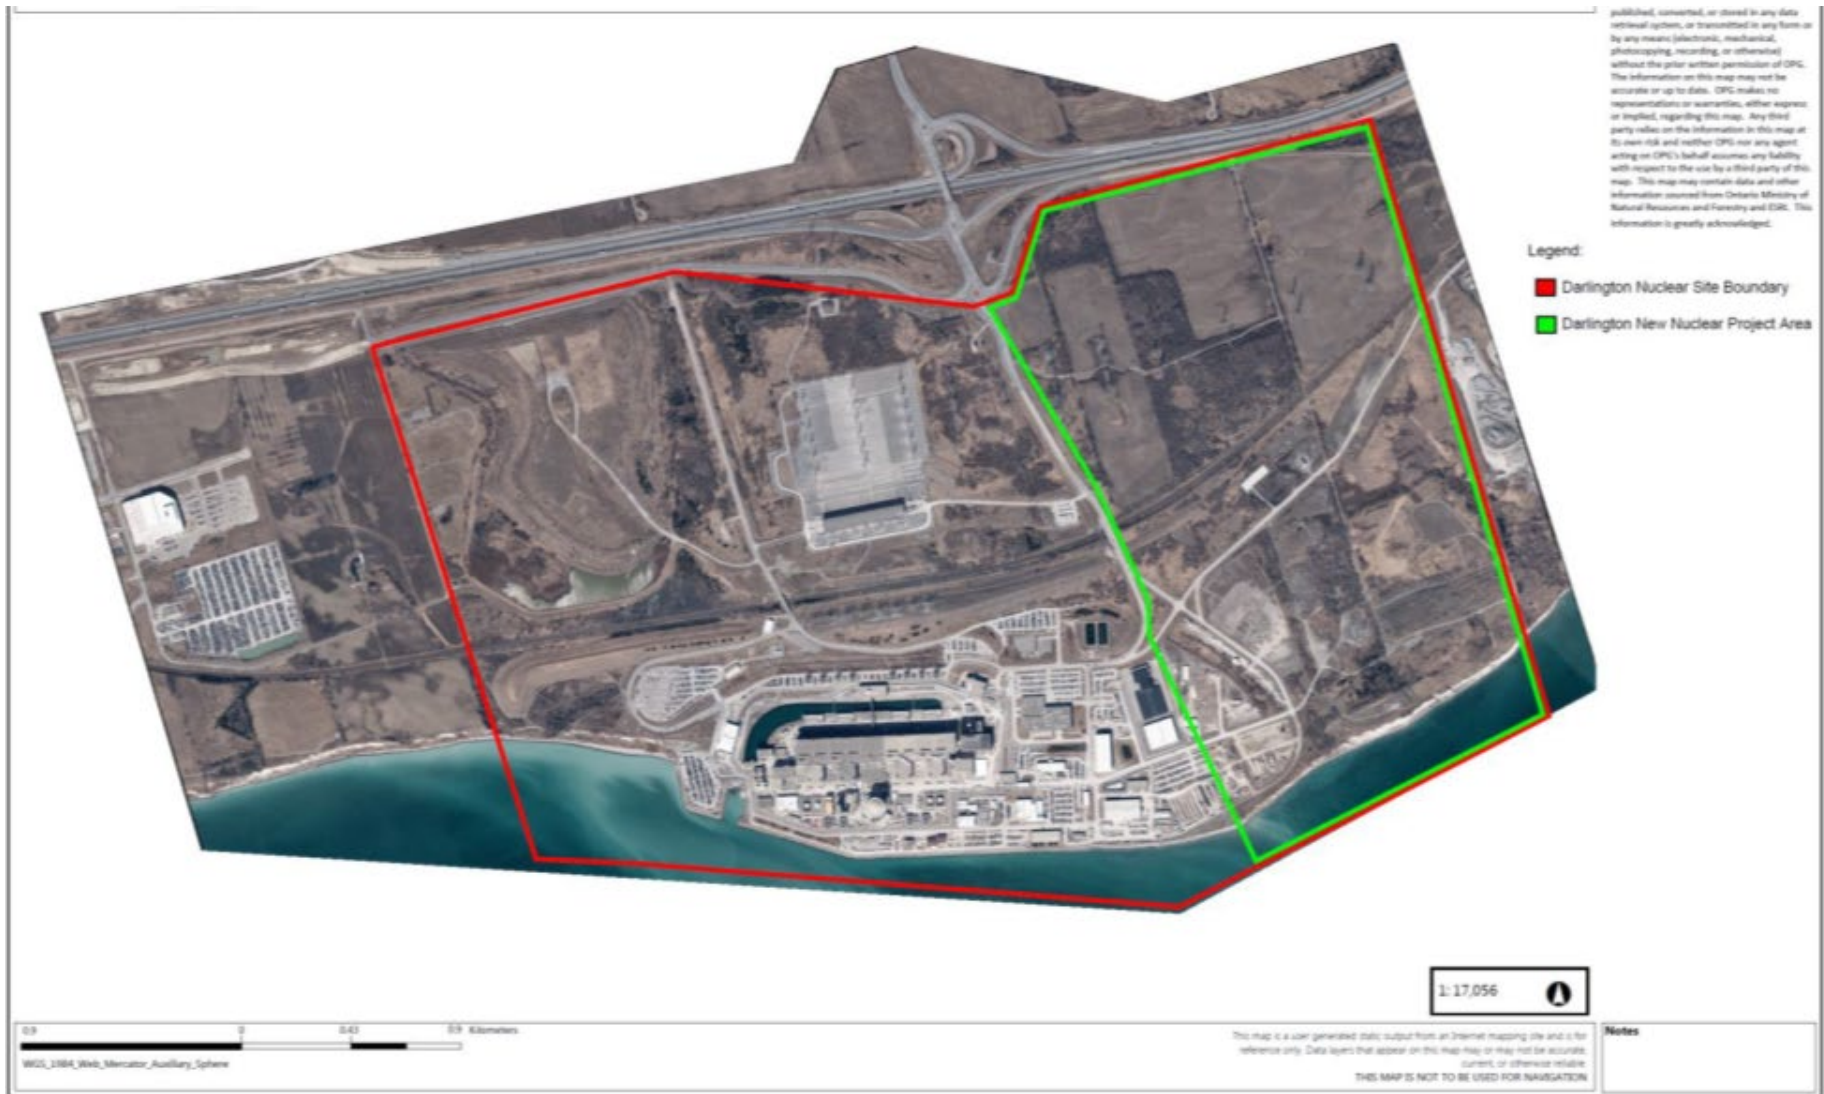 published, converted, or stored in any data
retrieval system, or transmitted in any form or
by any means (electronic, mechanical,
photocopying, recording, or otherwise)
without the prior written permission of OPG.
The information on this map may not be
accurate or up to date. OPG makes no
representations or warranties, either express
or implied, regarding this map. Any third
party relies on the information in this map at
its own risk and neither OPG nor any agent
acting on OPG's behalf assumes any liability
with respect to the use by a third party of this
map. This map may contain data and other
information sourced from Ontario Ministry of
Natural Resources and Forestry and ESRI. This
information is greatly acknowledged.
Legend:
Darlington Nuclear Site Boundary
Darlington New Nuclear Project Area
1: 17,056
0.9 0 0.43 0.9 Kilometers
WGS_1984_Web_Mercator_Auxiliary_Sphere
This map is a user generated static output from an Internet mapping site and is for
reference only. Data layers that appear on this map may or may not be accurate,
current, or otherwise reliable.
THIS MAP IS NOT TO BE USED FOR NAVIGATION
Notes